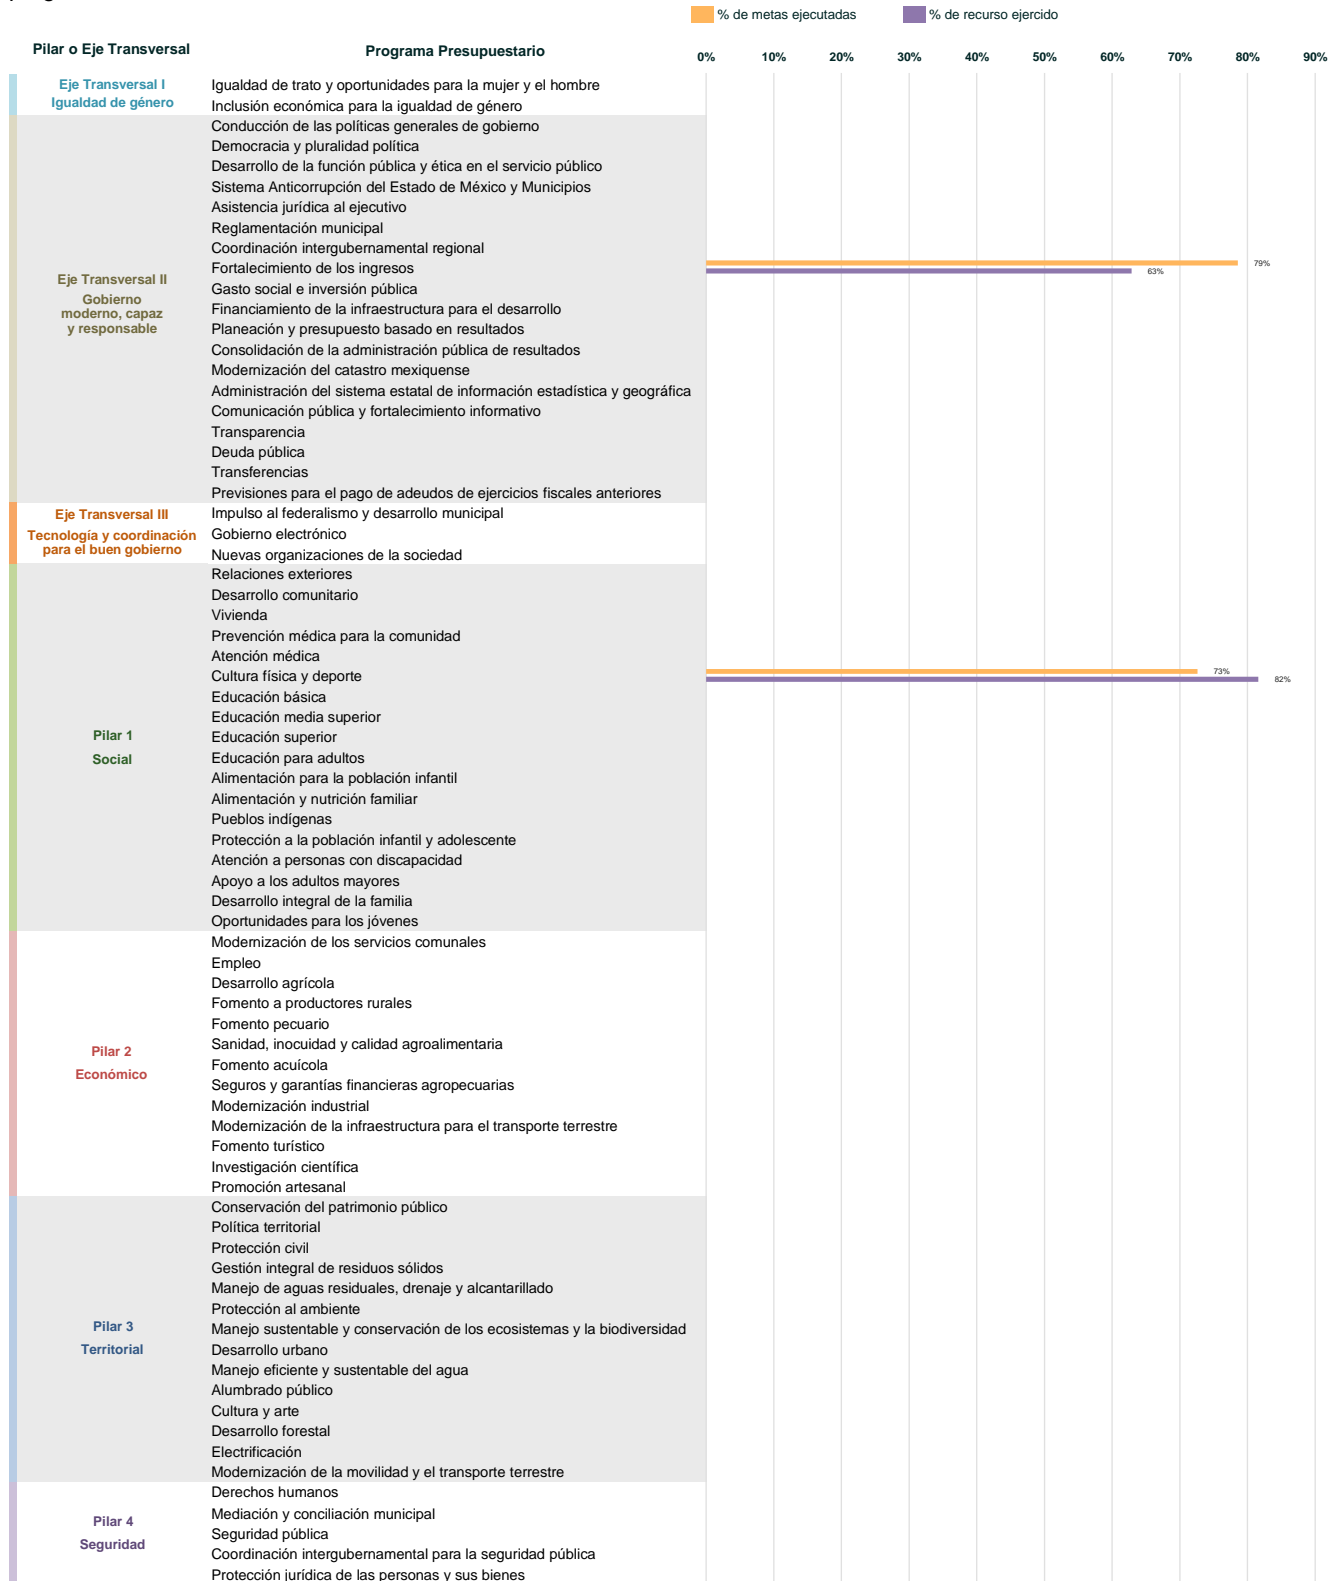 % de metas ejecutadas
% de recurso ejercido
Pilar o Eje Transversal
Programa Presupuestario
0% 10% 20% 30% 40% 50% 60% 70% 80% 90%
Eje Transversal I
Igualdad de género
Igualdad de trato y oportunidades para la mujer y el hombre
Inclusión económica para la igualdad de género
Eje Transversal II
Gobierno
moderno, capaz
y responsable
Conducción de las políticas generales de gobierno
Democracia y pluralidad política
Desarrollo de la función pública y ética en el servicio público
Sistema Anticorrupción del Estado de México y Municipios
Asistencia jurídica al ejecutivo
Reglamentación municipal
Coordinación intergubernamental regional
Fortalecimiento de los ingresos
79%
63%
Gasto social e inversión pública
Financiamiento de la infraestructura para el desarrollo
Planeación y presupuesto basado en resultados
Consolidación de la administración pública de resultados
Modernización del catastro mexiquense
Administración del sistema estatal de información estadística y geográfica
Comunicación pública y fortalecimiento informativo
Transparencia
Deuda pública
Transferencias
Previsiones para el pago de adeudos de ejercicios fiscales anteriores
Eje Transversal III
Tecnología y coordinación
para el buen gobierno
Impulso al federalismo y desarrollo municipal
Gobierno electrónico
Nuevas organizaciones de la sociedad
Pilar 1
Social
Relaciones exteriores
Desarrollo comunitario
Vivienda
Prevención médica para la comunidad
Atención médica
Cultura física y deporte
73%
82%
Educación básica
Educación media superior
Educación superior
Educación para adultos
Alimentación para la población infantil
Alimentación y nutrición familiar
Pueblos indígenas
Protección a la población infantil y adolescente
Atención a personas con discapacidad
Apoyo a los adultos mayores
Desarrollo integral de la familia
Oportunidades para los jóvenes
Pilar 2
Económico
Modernización de los servicios comunales
Empleo
Desarrollo agrícola
Fomento a productores rurales
Fomento pecuario
Sanidad, inocuidad y calidad agroalimentaria
Fomento acuícola
Seguros y garantías financieras agropecuarias
Modernización industrial
Modernización de la infraestructura para el transporte terrestre
Fomento turístico
Investigación científica
Promoción artesanal
Pilar 3
Territorial
Conservación del patrimonio público
Política territorial
Protección civil
Gestión integral de residuos sólidos
Manejo de aguas residuales, drenaje y alcantarillado
Protección al ambiente
Manejo sustentable y conservación de los ecosistemas y la biodiversidad
Desarrollo urbano
Manejo eficiente y sustentable del agua
Alumbrado público
Cultura y arte
Desarrollo forestal
Electrificación
Modernización de la movilidad y el transporte terrestre
Pilar 4
Seguridad
Derechos humanos
Mediación y conciliación municipal
Seguridad pública
Coordinación intergubernamental para la seguridad pública
Protección jurídica de las personas y sus bienes